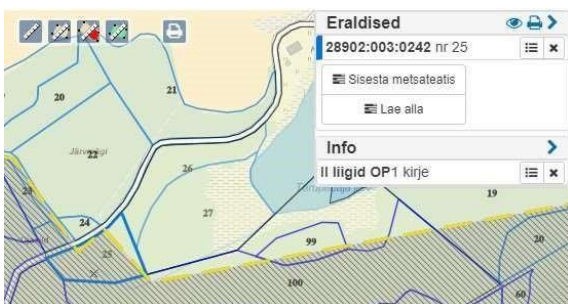 Eraldised
28902:003:0242 nr 25
Sisesta metsateatis
Lae alla
Info
II liigid OP1 kirje
20
21
22
26
27
24
25
19
99
20
100
60